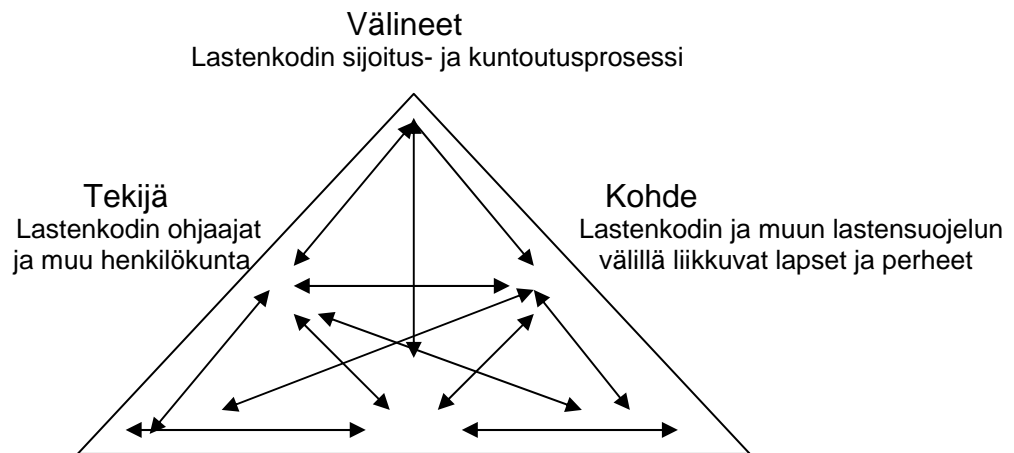 Välineet
Lastenkodin sijoitus- ja kuntoutusprosessi
Tekijä
Lastenkodin ohjaajat
ja muu henkilökunta
Kohde
Lastenkodin ja muun lastensuojelun
välillä liikkuvat lapset ja perheet